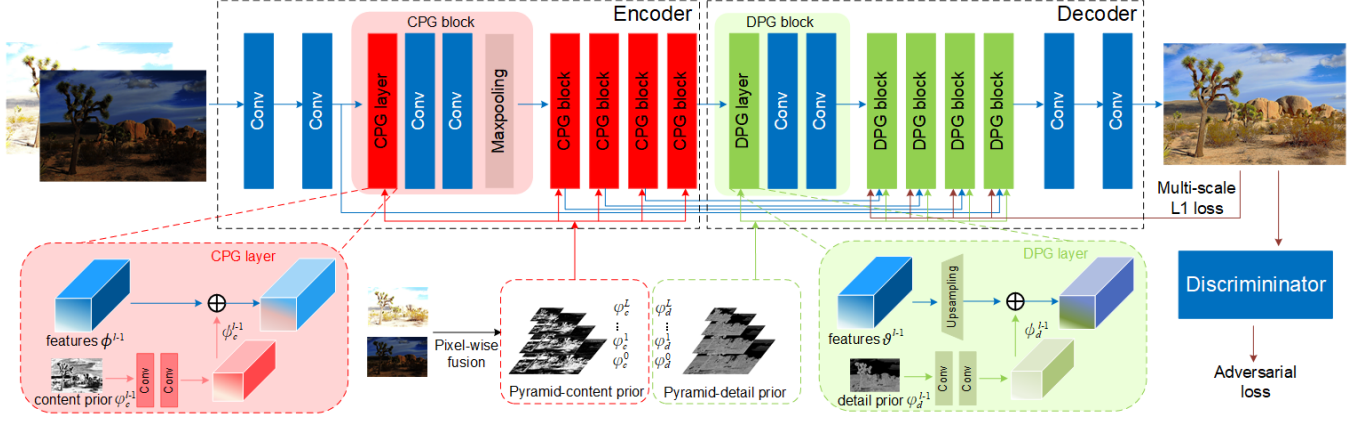 Encoder
Decoder
CPG block
DPG block
Conv
Conv
CPG layer
Conv
Conv
Maxpooling
CPG block
CPG block
CPG block
CPG block
DPG layer
Conv
Conv
DPG block
DPG block
DPG block
DPG block
Conv
Conv
Multi-scale
L1 loss
CPG layer
features ϕ^{l-1}
ψ_c^{l-1}
content prior φ_c^{l-1}
Conv
Conv
Pixel-wise
fusion
φ_c^L
⋮
φ_c^1
φ_c^0
Pyramid-content prior
φ_d^L
⋮
φ_d^1
φ_d^0
Pyramid-detail prior
DPG layer
Upsampling
features ϑ^{l-1}
ψ_d^{l-1}
detail prior φ_d^{l-1}
Conv
Conv
Discrimininator
Adversarial
loss